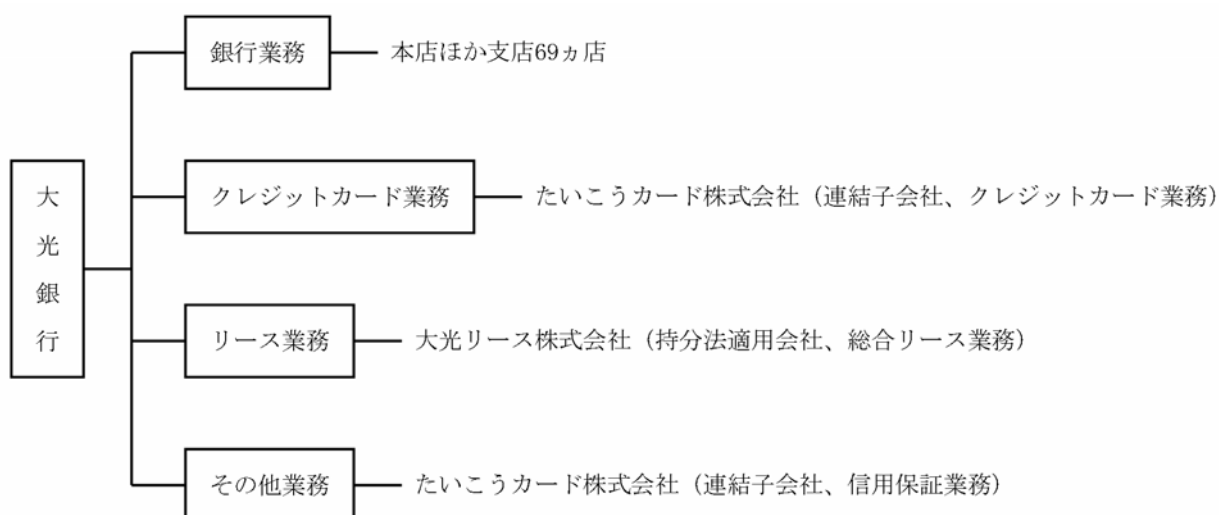 銀行業務
本店ほか支店69ヵ店
クレジットカード業務
たいこうカード株式会社（連結子会社、クレジットカード業務）
大光銀行
リース業務
大光リース株式会社（持分法適用会社、総合リース業務）
その他業務
たいこうカード株式会社（連結子会社、信用保証業務）